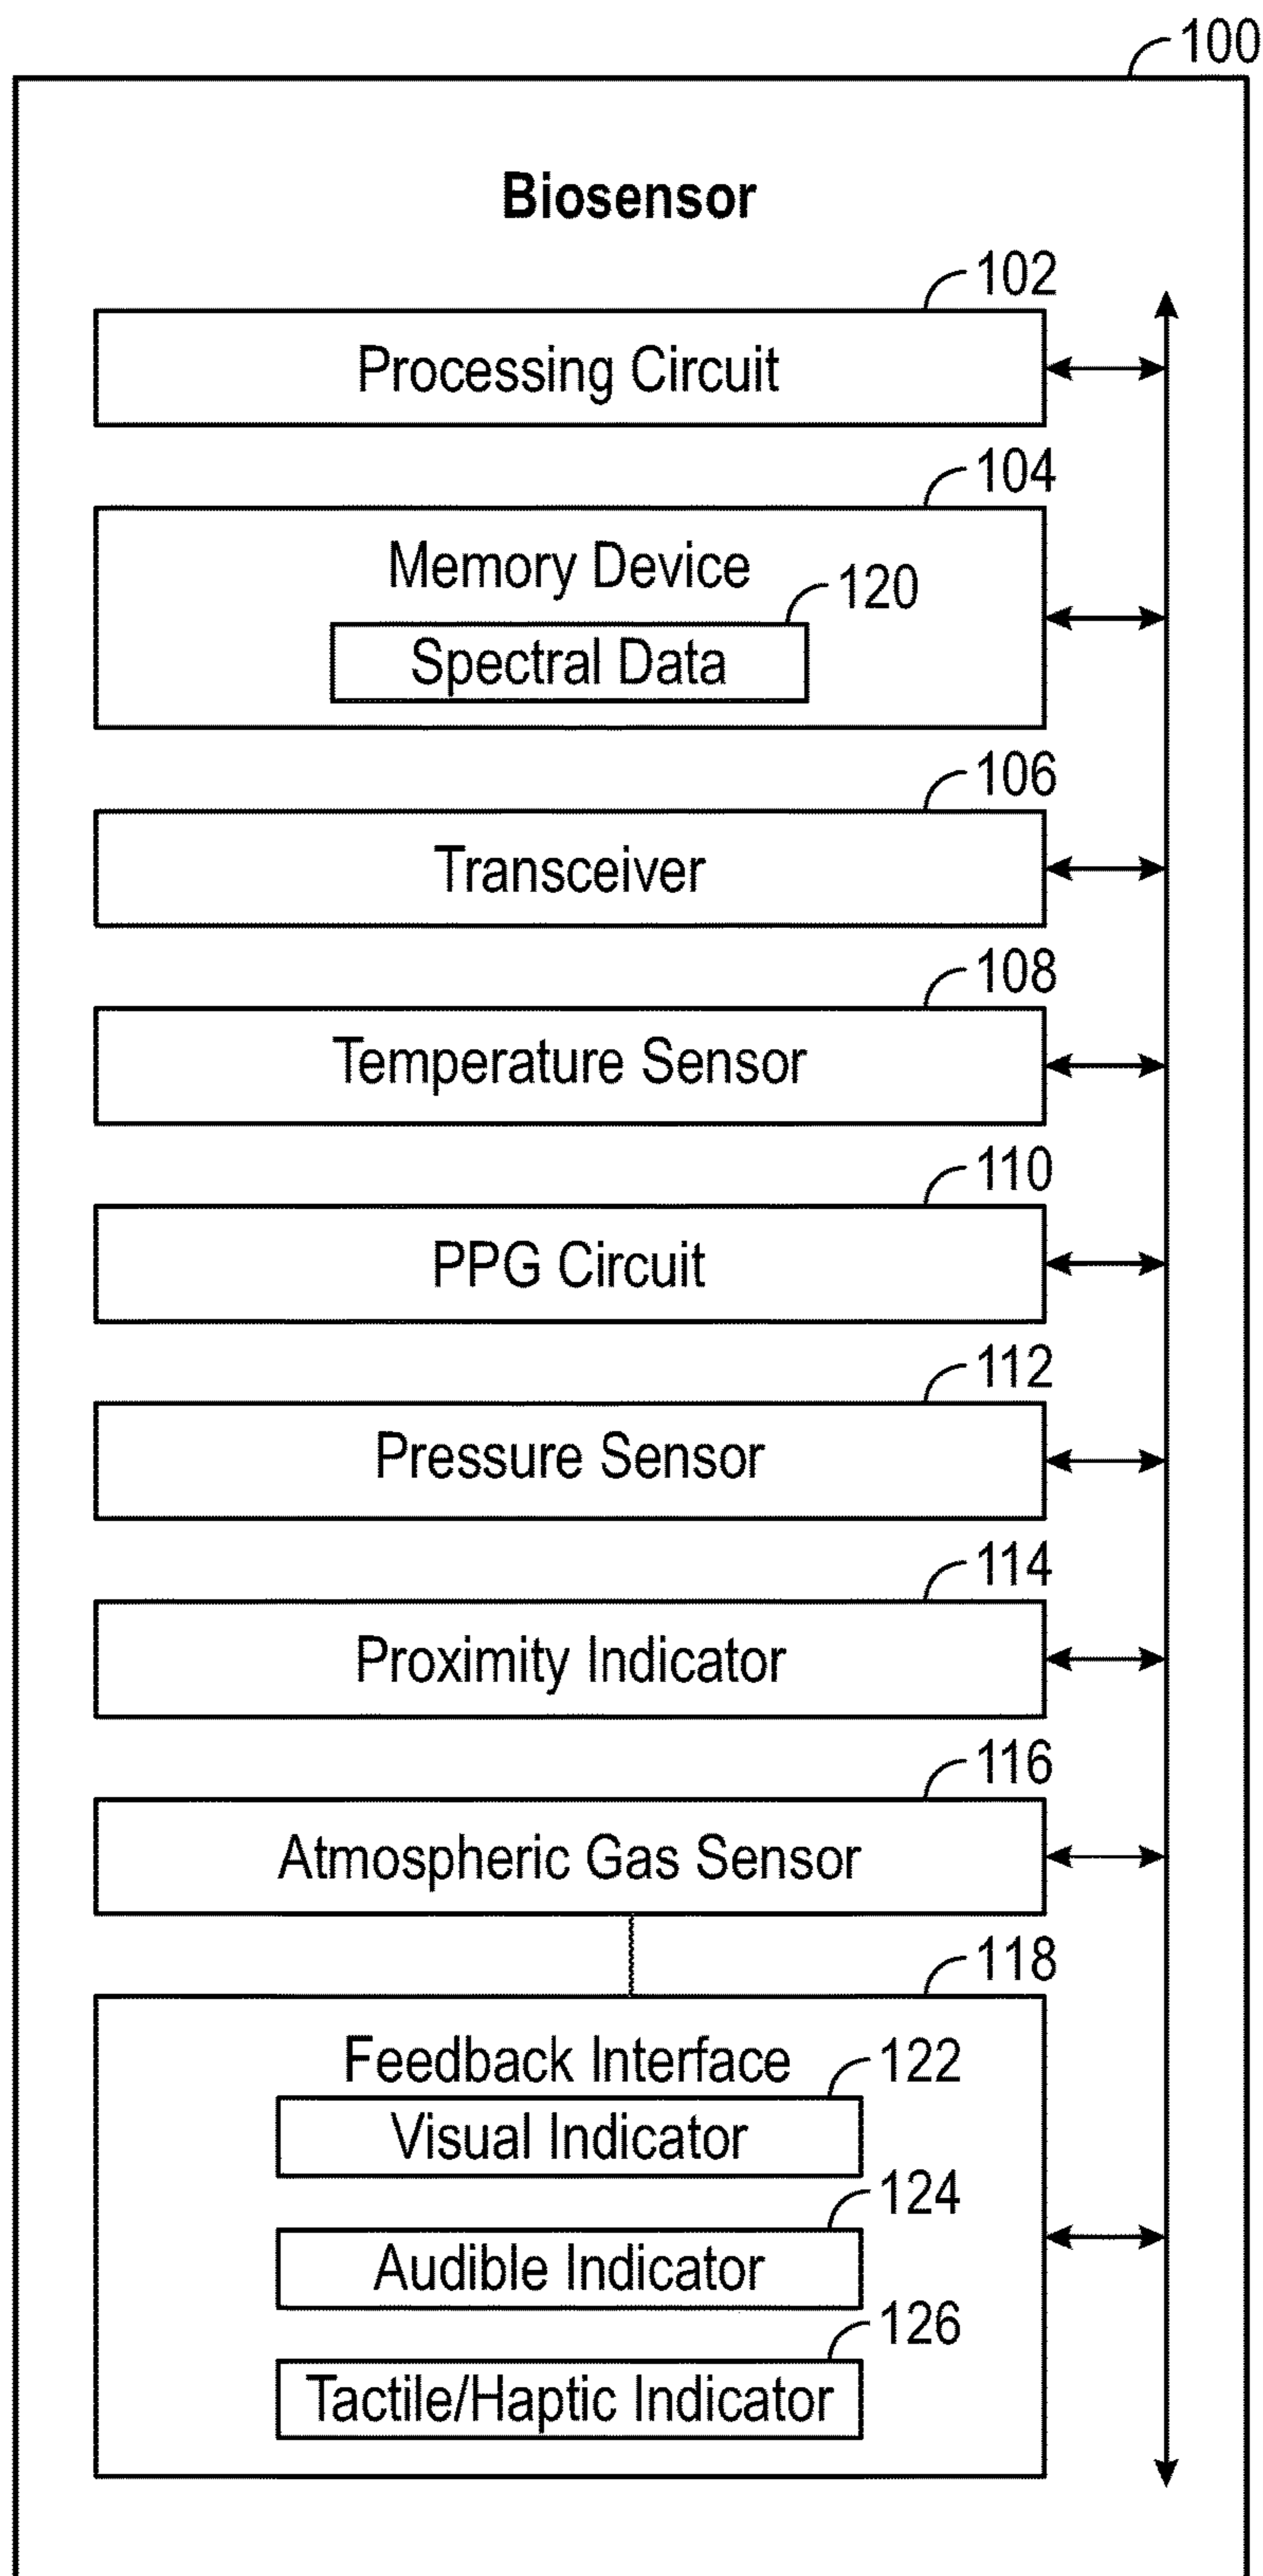 100
Biosensor
102
Processing Circuit
104
Memory Device
120
Spectral Data
106
Transceiver
108
Temperature Sensor
110
PPG Circuit
112
Pressure Sensor
114
Proximity Indicator
116
Atmospheric Gas Sensor
118
Feedback Interface
122
Visual Indicator
124
Audible Indicator
126
Tactile/Haptic Indicator